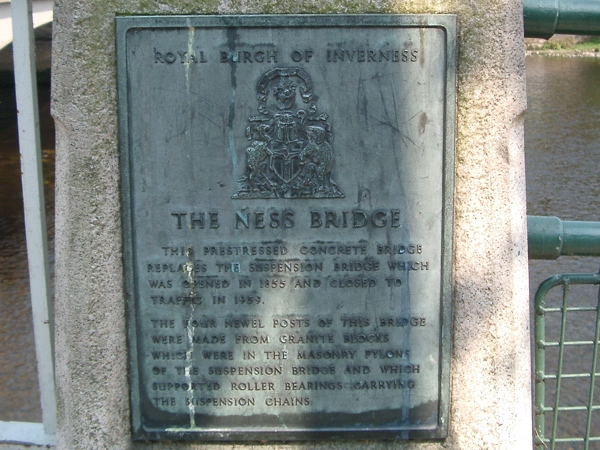 ROYAL BURGH OF INVERNESS
THE NESS BRIDGE
THIS PRESTRESSED CONCRETE BRIDGE
REPLACES THE SUSPENSION BRIDGE WHICH
WAS OPENED IN 1855 AND CLOSED TO
TRAFFIC IN 1959.
THE FOUR NEWEL POSTS OF THIS BRIDGE
WERE MADE FROM GRANITE BLOCKS
WHICH WERE IN THE MASONRY PYLONS
OF THE SUSPENSION BRIDGE AND WHICH
SUPPORTED ROLLER BEARINGS CARRYING
THE SUSPENSION CHAINS.